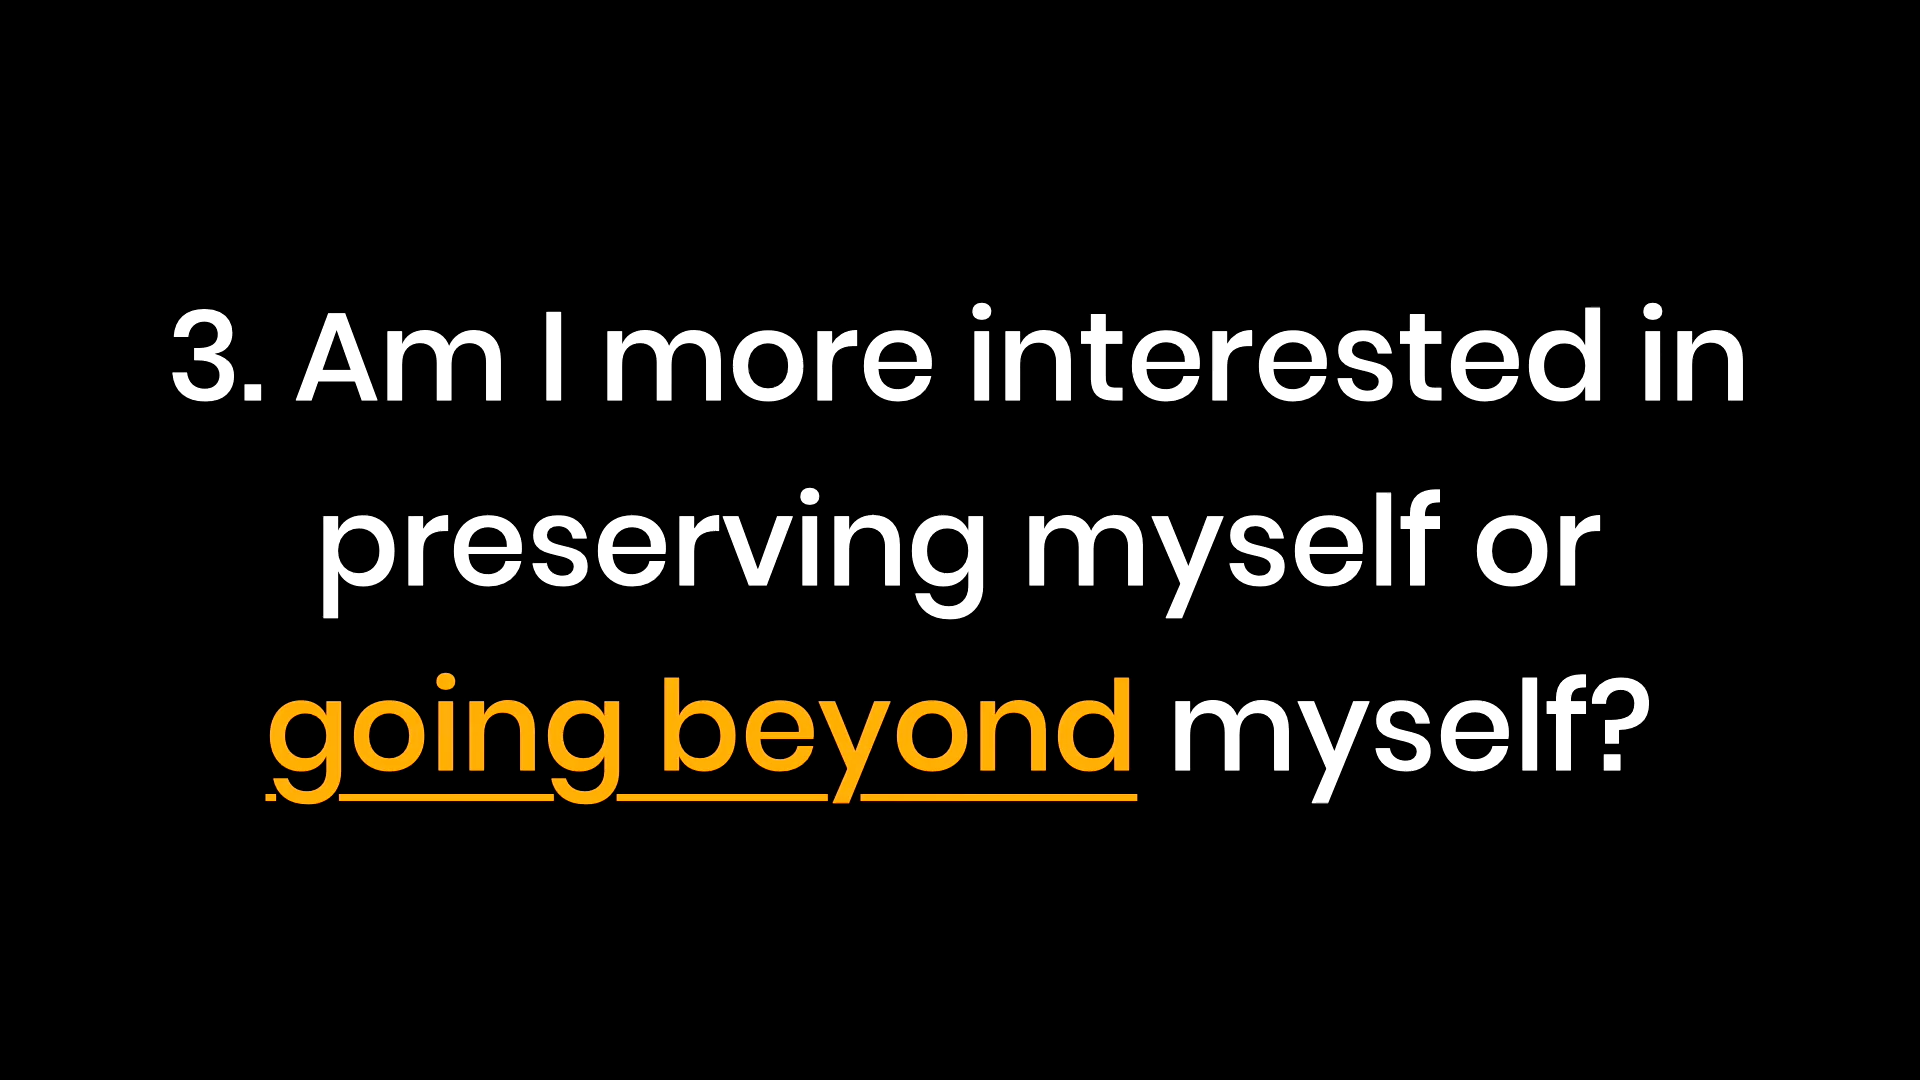 3. Am I more interested in
preserving myself or
going beyond myself?